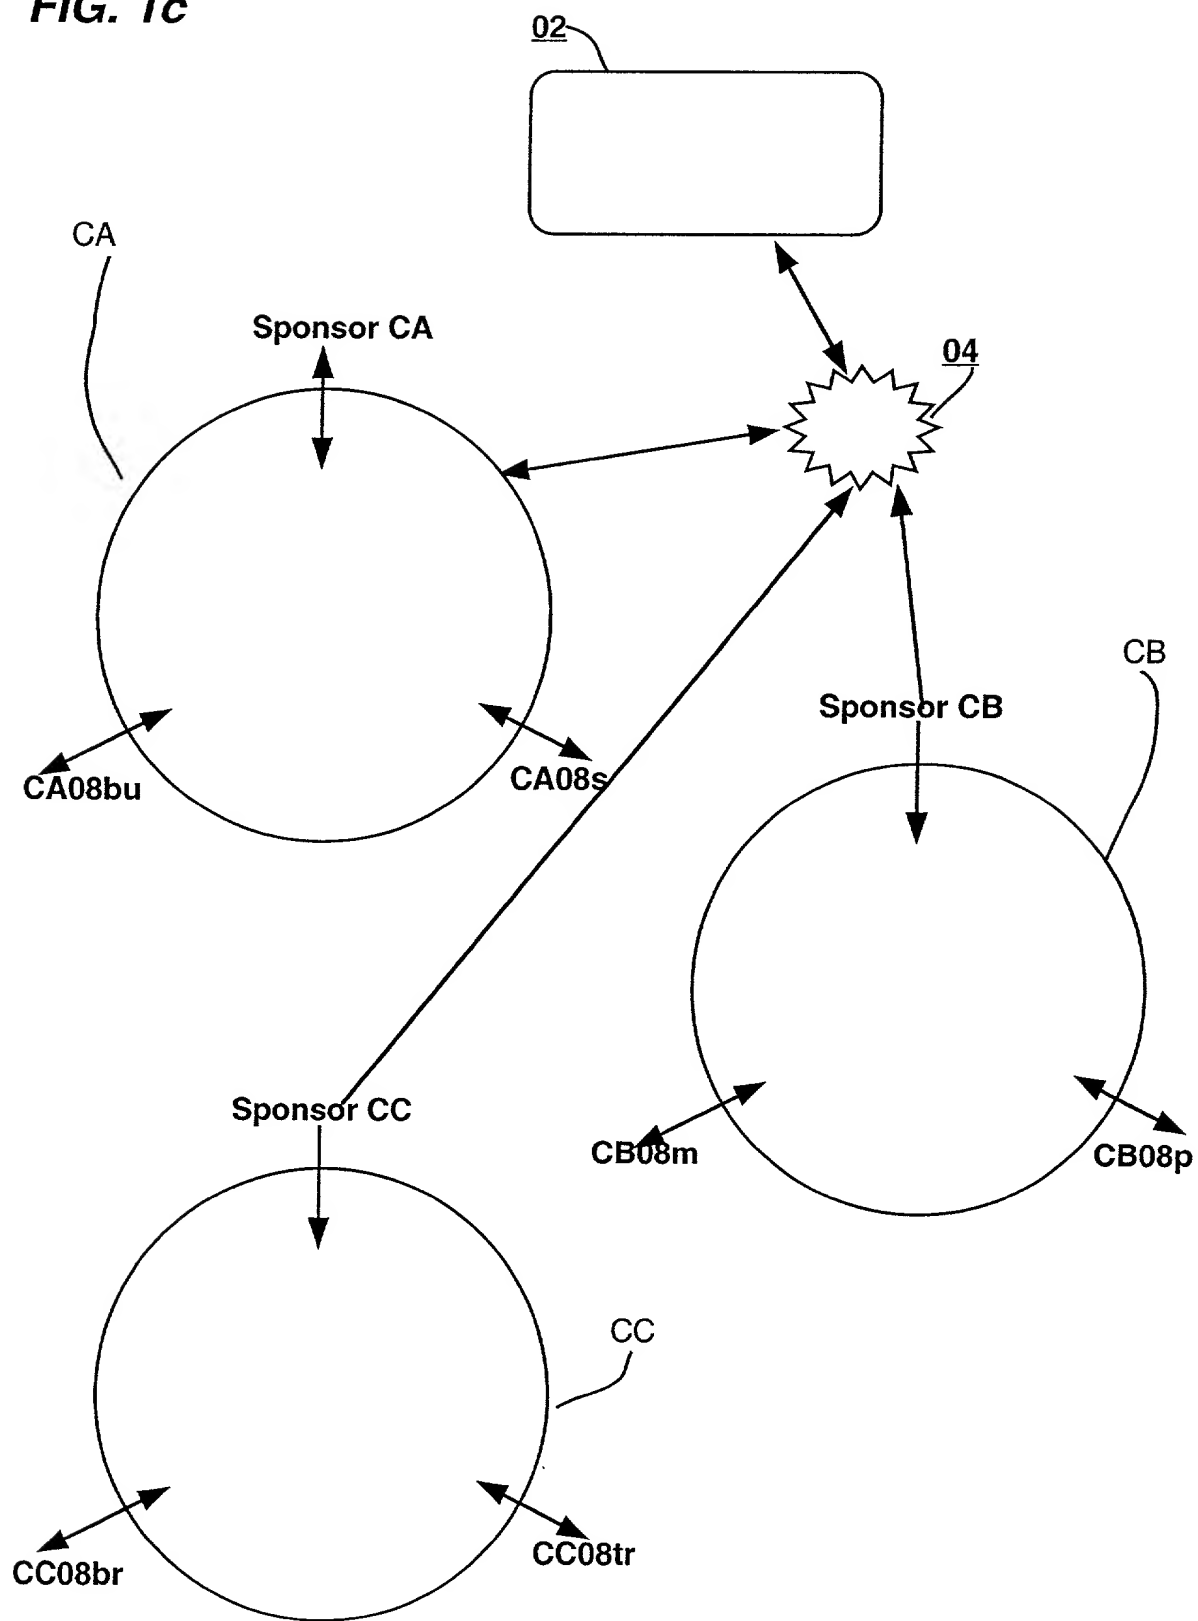 FIG. 1c
02
CA
Sponsor CA
04
CB
Sponsor CB
CA08bu
CA08s
Sponsor CC
CB08m
CB08p
CC
CC08br
CC08tr